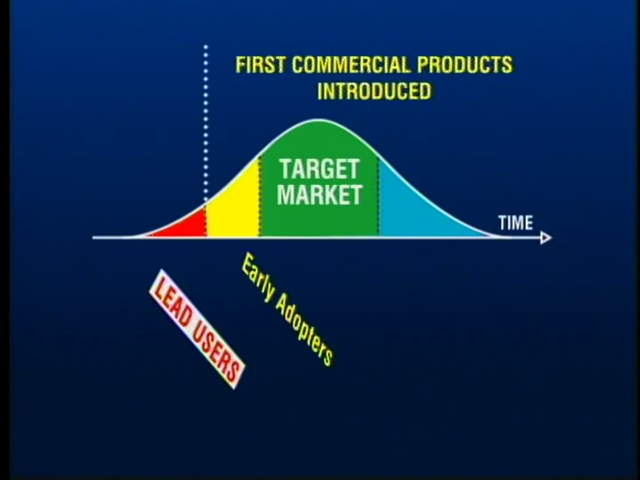 FIRST COMMERCIAL PRODUCTS
INTRODUCED
TARGET
MARKET
TIME
LEAD USERS
Early Adopters